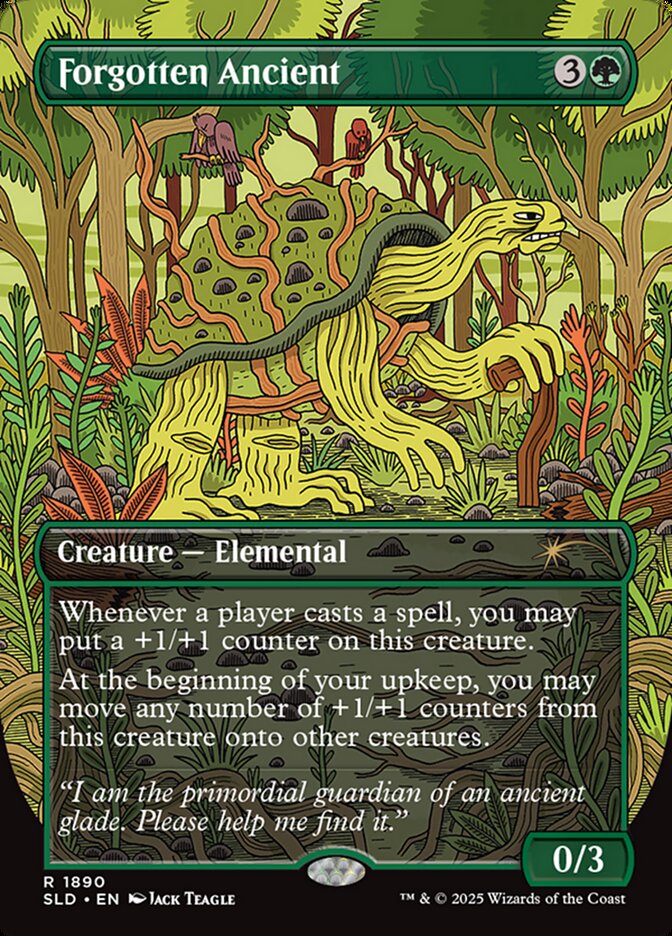 Forgotten Ancient 3
Creature — Elemental
Whenever a player casts a spell, you may
put a +1/+1 counter on this creature.
At the beginning of your upkeep, you may
move any number of +1/+1 counters from
this creature onto other creatures.
“I am the primordial guardian of an ancient
glade. Please help me find it.”
0/3
R 1890
SLD • EN Jack Teagle
™ & © 2025 Wizards of the Coast